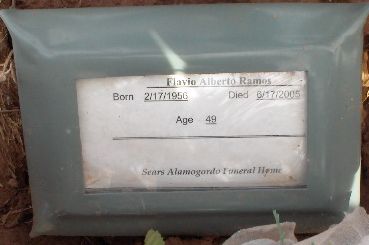 Flavio Alberto Ramos
Born 2/17/1956 Died 6/17/2005
Age 49
Sears Alamogordo Funeral Home